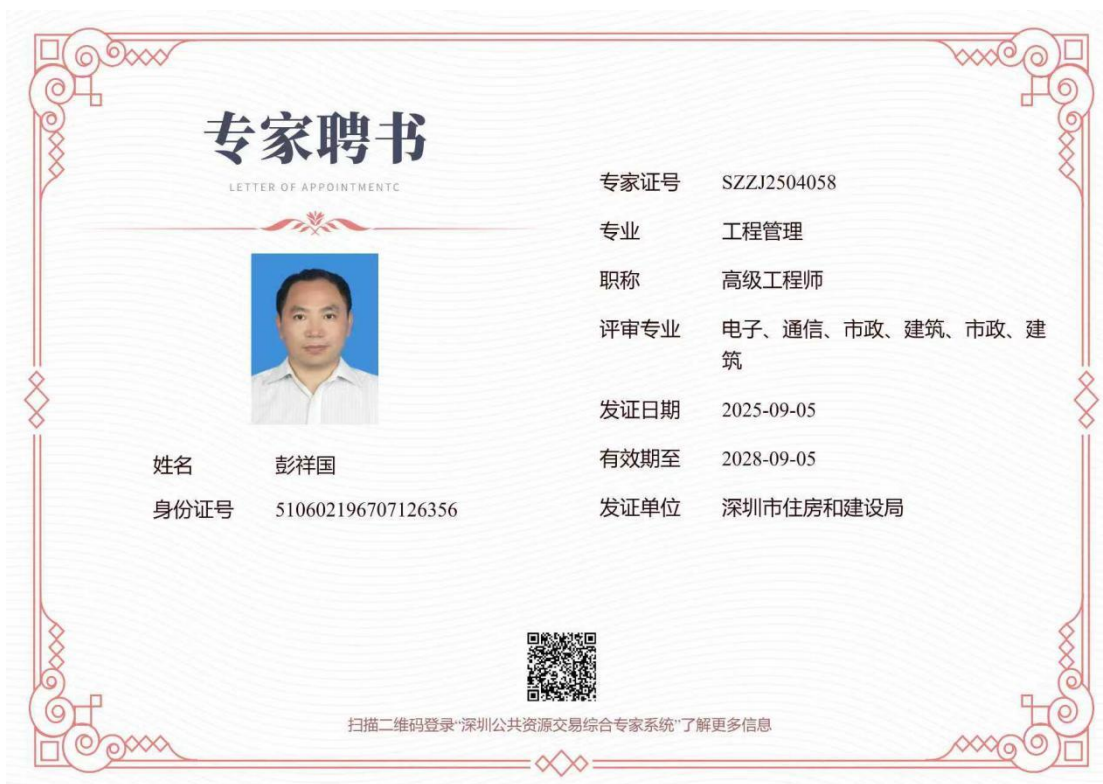 专家聘书
LETTER OF APPOINTMENTC
姓名 彭祥国
身份证号 510602196707126356
专家证号 SZZJ2504058
专业 工程管理
职称 高级工程师
评审专业 电子、通信、市政、建筑、市政、建
筑
发证日期 2025-09-05
有效期至 2028-09-05
发证单位 深圳市住房和建设局
扫描二维码登录“深圳公共资源交易综合专家系统”了解更多信息